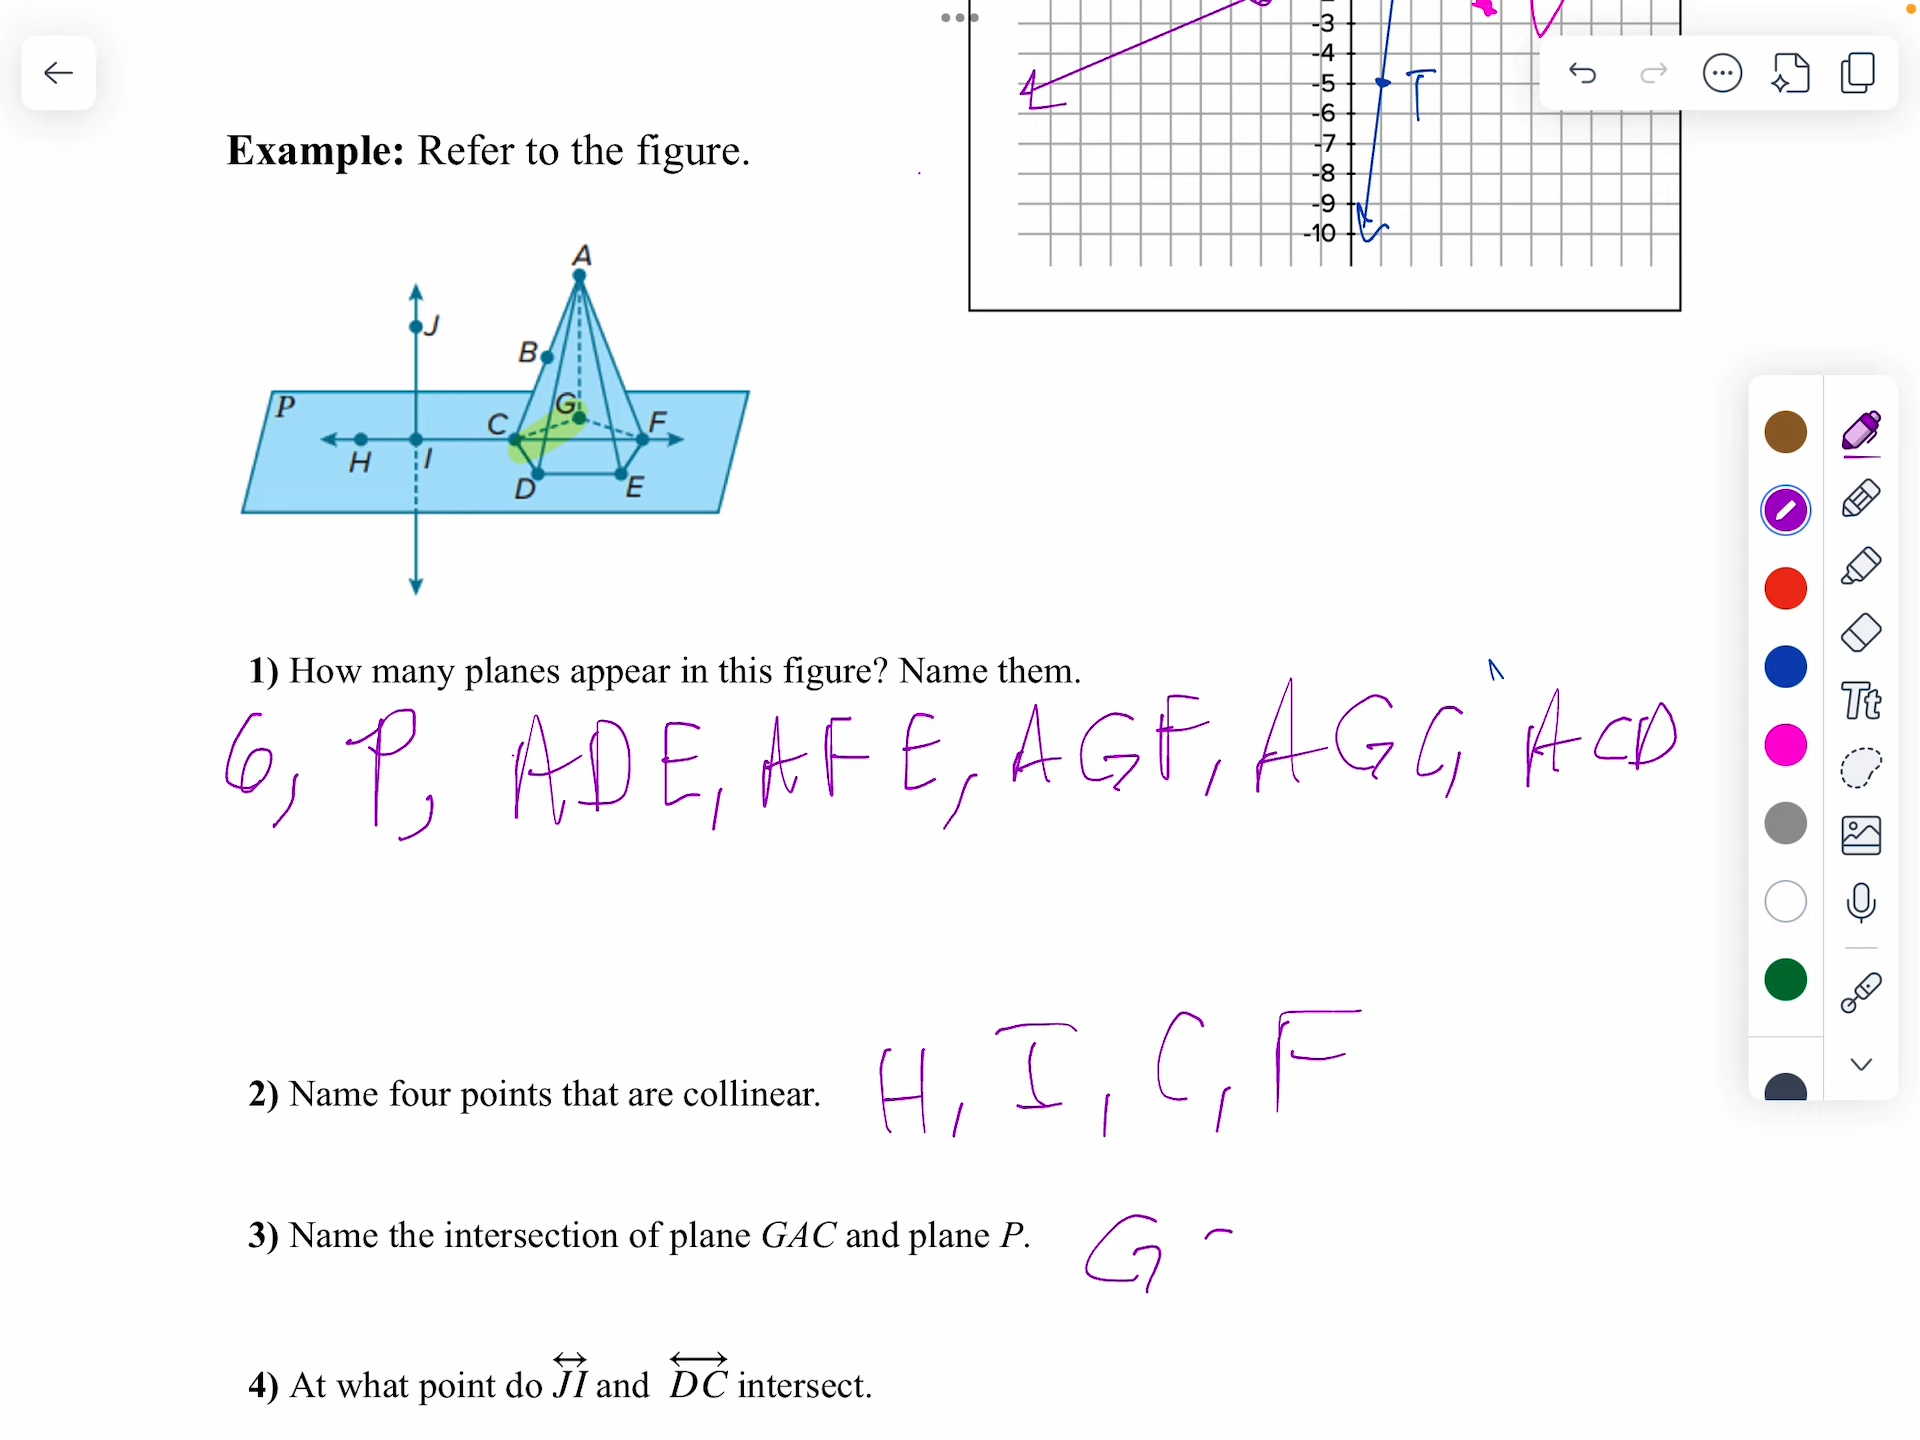 -3
-4
-5 T
-6
-7
-8
-9
-10
Tt
Example: Refer to the figure.
A
J
B
P
C G F
H I
D E
1) How many planes appear in this figure? Name them.
6, P, ADE, AFE, AGF, AGC, ACD
2) Name four points that are collinear. H, I, C, F
3) Name the intersection of plane GAC and plane P. G
4) At what point do JI and DC intersect.